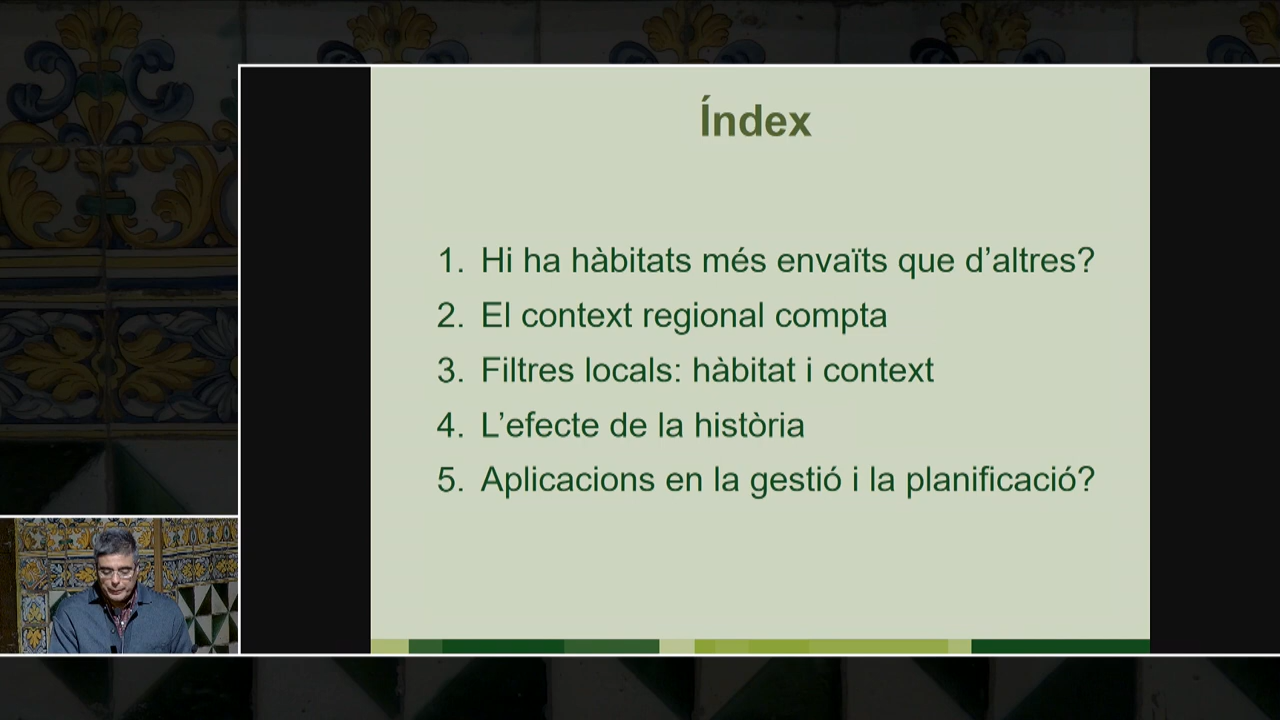 Índex
1. Hi ha hàbitats més envaïts que d’altres?
2. El context regional compta
3. Filtres locals: hàbitat i context
4. L’efecte de la història
5. Aplicacions en la gestió i la planificació?